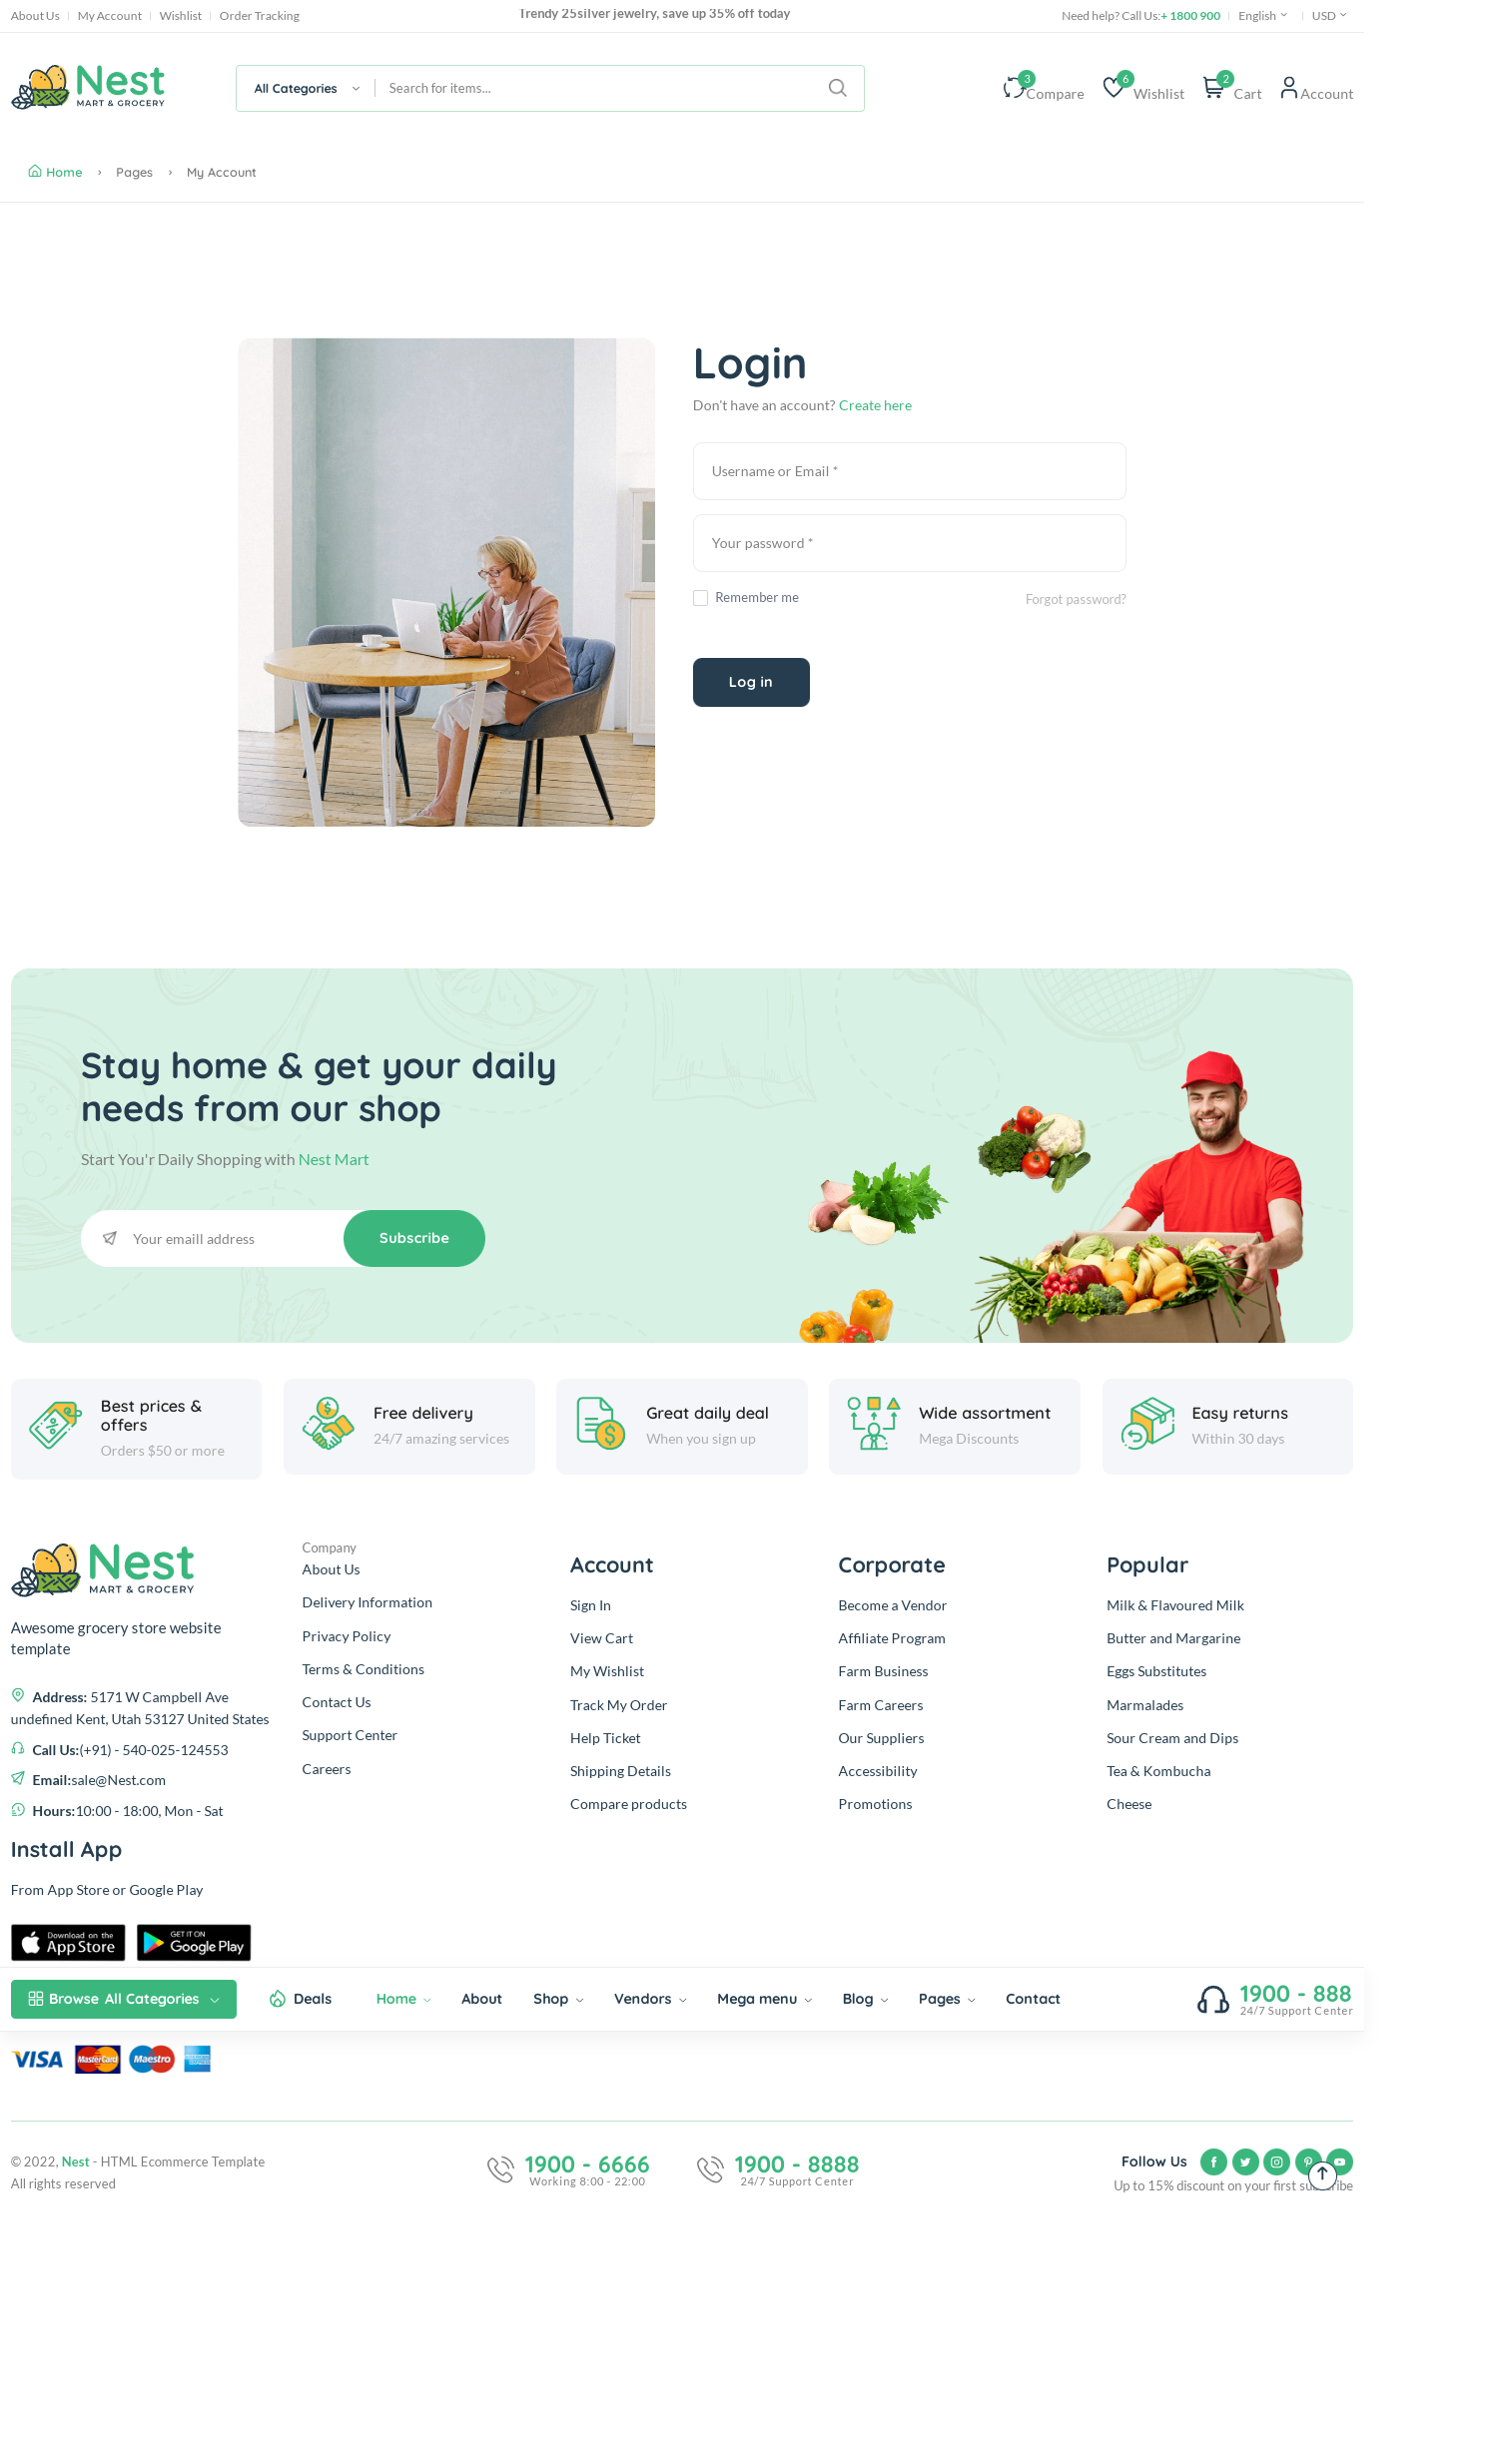 About Us
My Account
Wishlist
Order Tracking
Trendy 25silver jewelry, save up 35% off today
Need help? Call Us:+ 1800 900
English
USD
Nest
MART & GROCERY
All Categories
Search for items...
3
Compare
6
Wishlist
2
Cart
Account
Home
Pages
My Account
Login
Don't have an account? Create here
Username or Email *
Your password *
Remember me
Forgot password?
Log in
Stay home & get your daily
needs from our shop
Start You'r Daily Shopping with Nest Mart
Your emaill address
Subscribe
Best prices &
offers
Orders $50 or more
Free delivery
24/7 amazing services
Great daily deal
When you sign up
Wide assortment
Mega Discounts
Easy returns
Within 30 days
Nest
MART & GROCERY
Awesome grocery store website
template
Address: 5171 W Campbell Ave
undefined Kent, Utah 53127 United States
Call Us:(+91) - 540-025-124553
Email:sale@Nest.com
Hours:10:00 - 18:00, Mon - Sat
Company
About Us
Delivery Information
Privacy Policy
Terms & Conditions
Contact Us
Support Center
Careers
Account
Sign In
View Cart
My Wishlist
Track My Order
Help Ticket
Shipping Details
Compare products
Corporate
Become a Vendor
Affiliate Program
Farm Business
Farm Careers
Our Suppliers
Accessibility
Promotions
Popular
Milk & Flavoured Milk
Butter and Margarine
Eggs Substitutes
Marmalades
Sour Cream and Dips
Tea & Kombucha
Cheese
Install App
From App Store or Google Play
Download on the
App Store
GET IT ON
Google Play
Browse All Categories
Deals
Home
About
Shop
Vendors
Mega menu
Blog
Pages
Contact
1900 - 888
24/7 Support Center
VISA
MasterCard
Maestro
© 2022, Nest - HTML Ecommerce Template
All rights reserved
1900 - 6666
Working 8:00 - 22:00
1900 - 8888
24/7 Support Center
Follow Us
Up to 15% discount on your first subscribe